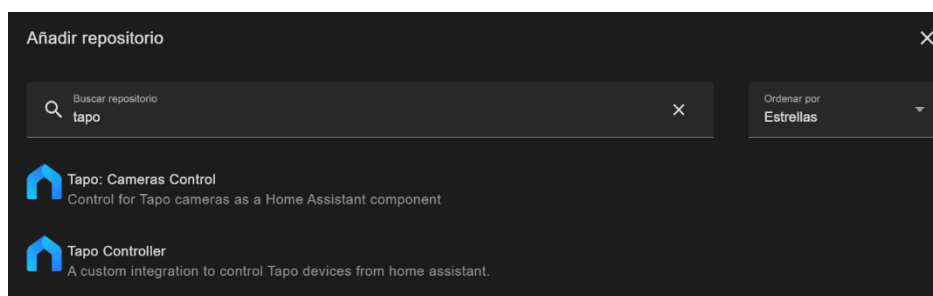 Añadir repositorio
Buscar repositorio
tapo
Ordenar por
Estrellas
Tapo: Cameras Control
Control for Tapo cameras as a Home Assistant component
Tapo Controller
A custom integration to control Tapo devices from home assistant.